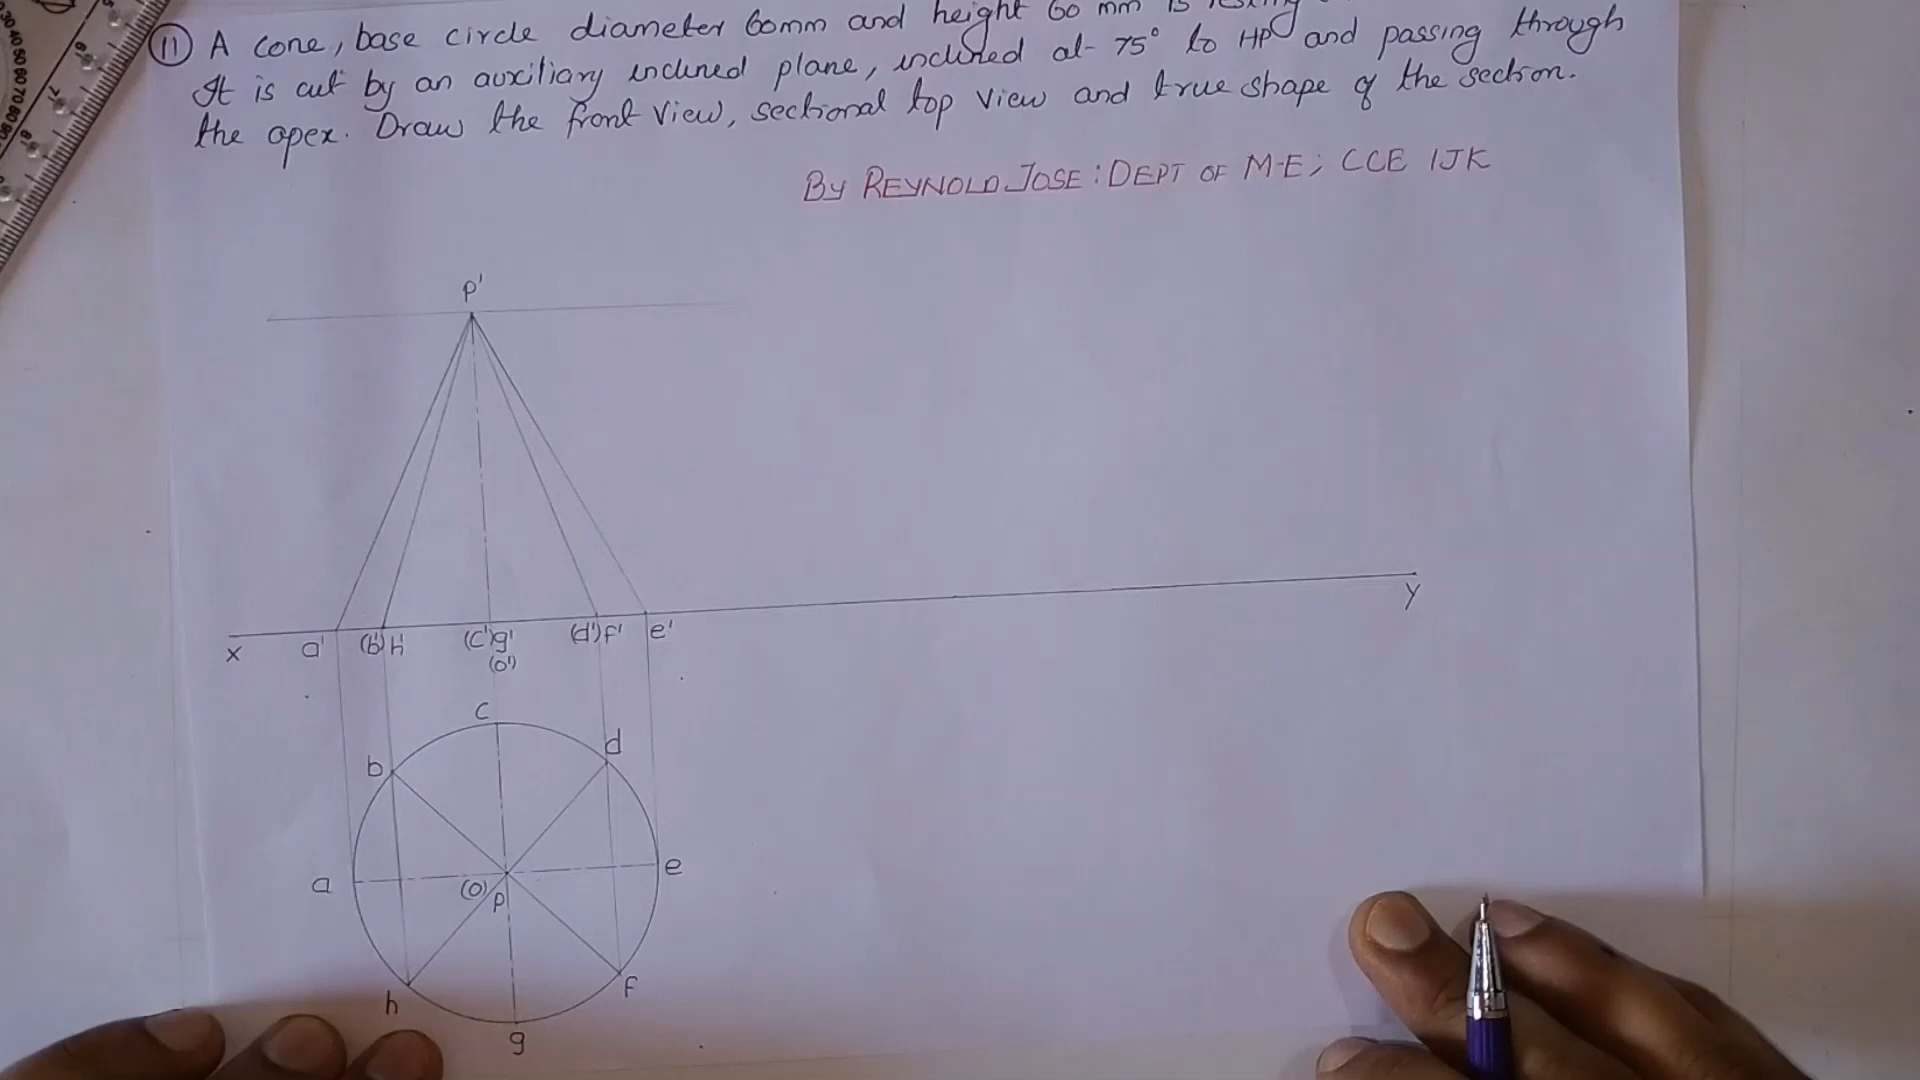 11 A cone, base circle diameter 60mm and height 60 mm is resting
It is cut by an auxiliary inclined plane, inclined at 75° to HP and passing through
the apex. Draw the front view, sectional top view and true shape of the section.
By REYNOLD JOSE : DEPT OF M.E; CCE IJK
p'
x a' (b')h' (c')g' (d')f' e' y
(o')
c
d
b
a (o) e
p
h f
g